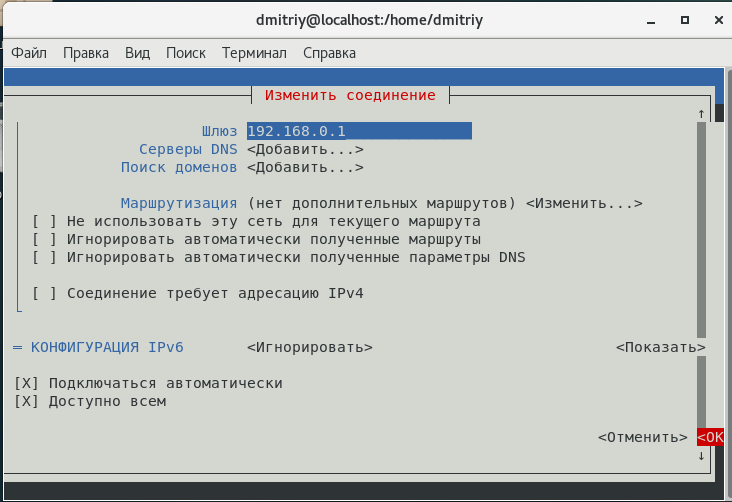 dmitriy@localhost:/home/dmitriy
Файл Правка Вид Поиск Терминал Справка
Изменить соединение
Шлюз 192.168.0.1
Серверы DNS <Добавить...>
Поиск доменов <Добавить...>
Маршрутизация (нет дополнительных маршрутов) <Изменить...>
[ ] Не использовать эту сеть для текущего маршрута
[ ] Игнорировать автоматически полученные маршруты
[ ] Игнорировать автоматически полученные параметры DNS
[ ] Соединение требует адресацию IPv4
= КОНФИГУРАЦИЯ IPv6 <Игнорировать> <Показать>
[X] Подключаться автоматически
[X] Доступно всем
<Отменить> <OK